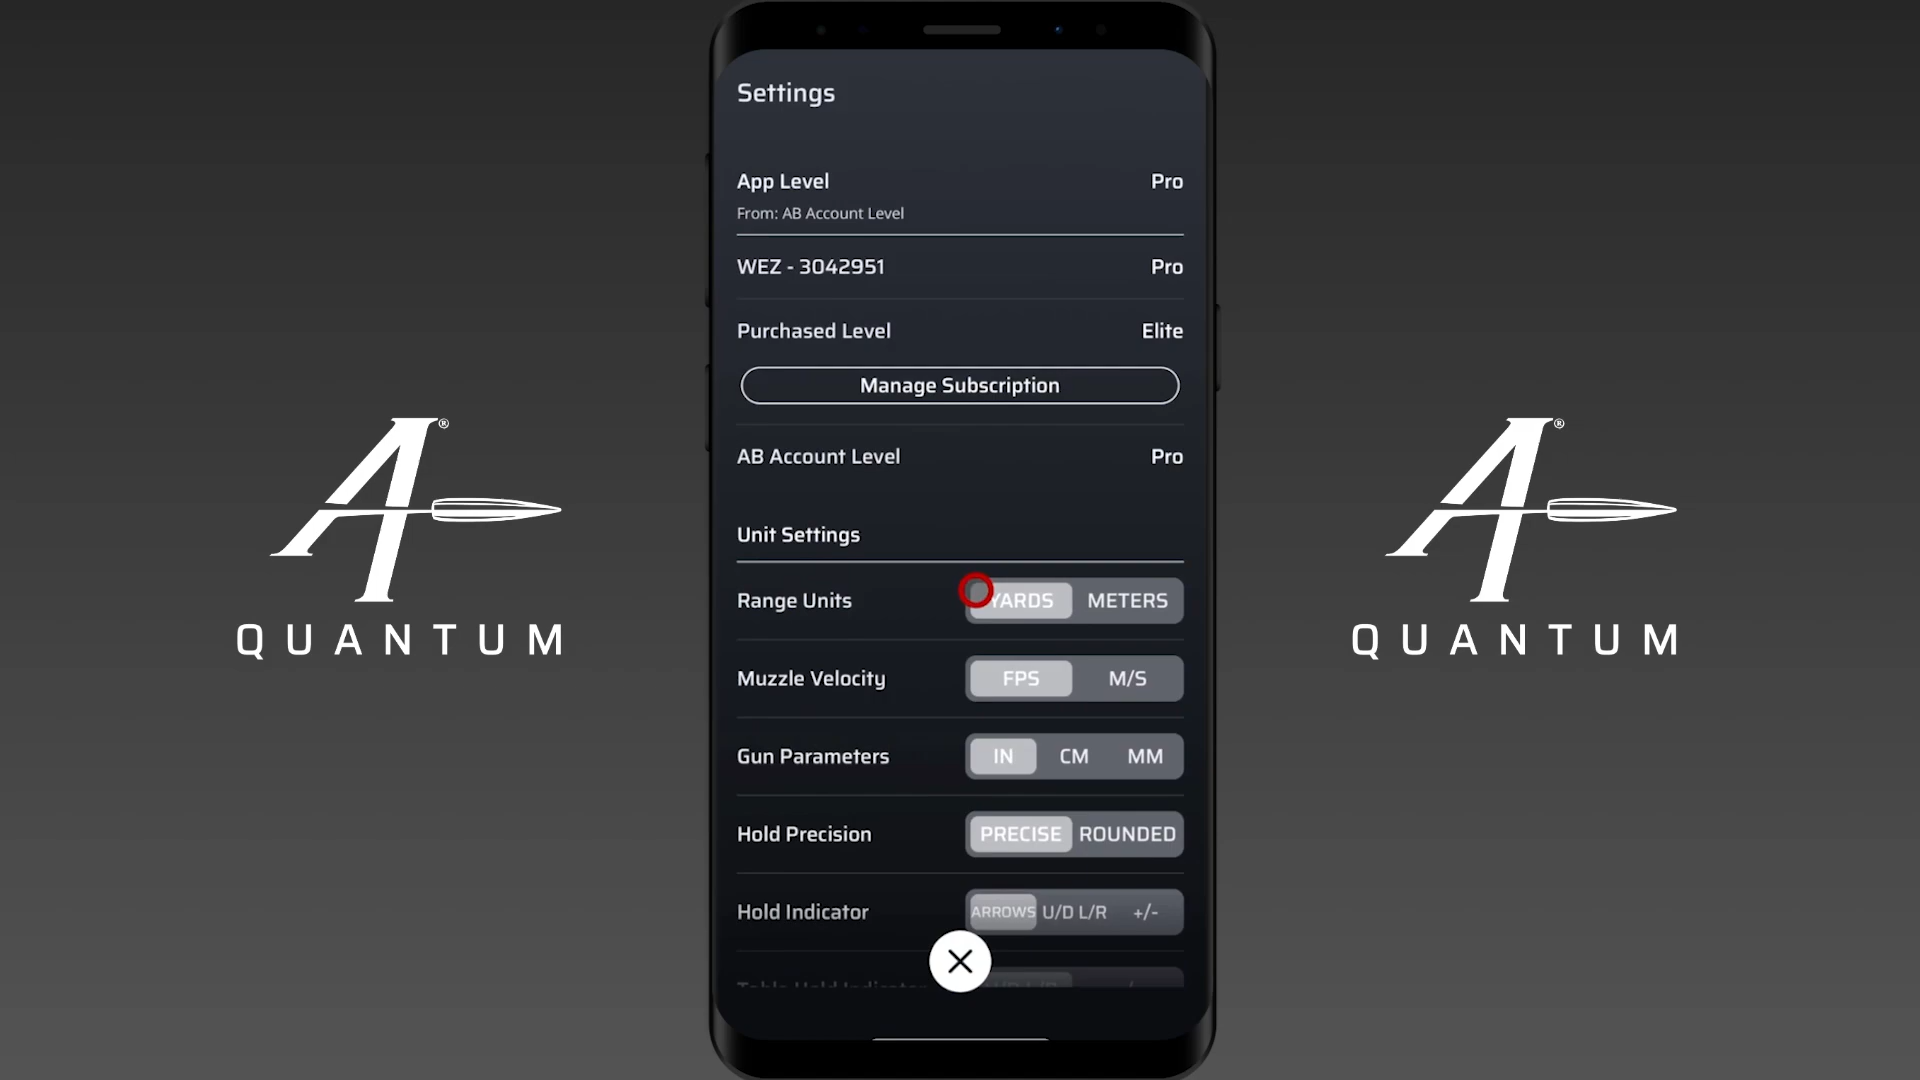 Settings
App Level Pro
From: AB Account Level
WEZ - 3042951 Pro
Purchased Level Elite
Manage Subscription
AB Account Level Pro
Unit Settings
Range Units YARDS METERS
Muzzle Velocity FPS M/S
Gun Parameters IN CM MM
Hold Precision PRECISE ROUNDED
Hold Indicator ARROWS U/D L/R +/-
®
QUANTUM
®
QUANTUM